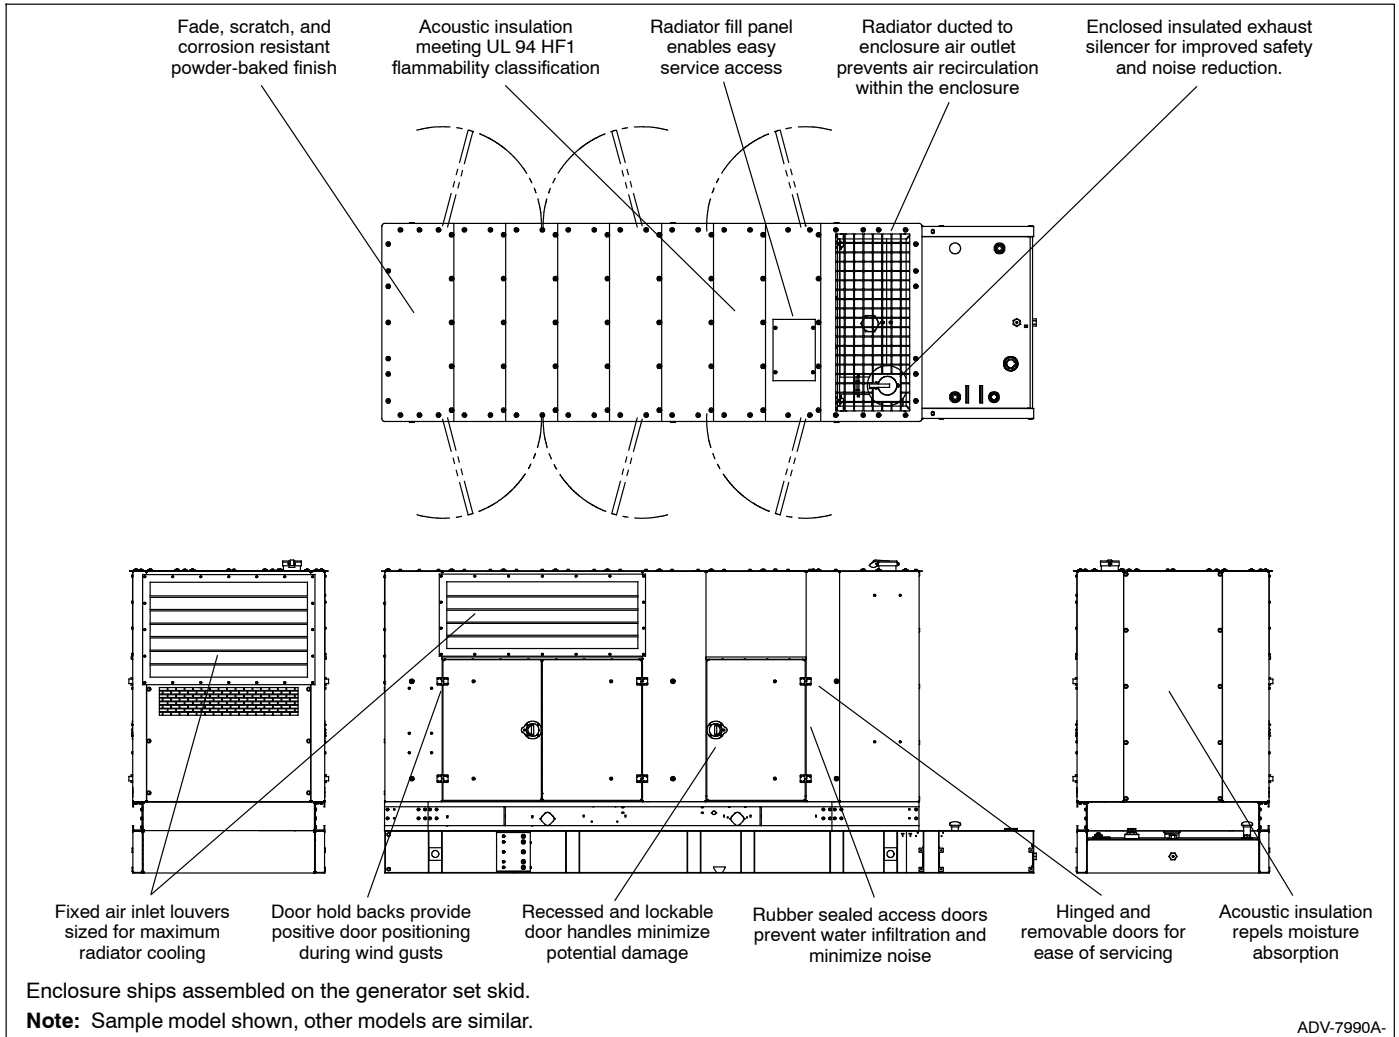 Fade, scratch, and
corrosion resistant
powder-baked finish
Acoustic insulation
meeting UL 94 HF1
flammability classification
Radiator fill panel
enables easy
service access
Radiator ducted to
enclosure air outlet
prevents air recirculation
within the enclosure
Enclosed insulated exhaust
silencer for improved safety
and noise reduction.
Fixed air inlet louvers
sized for maximum
radiator cooling
Door hold backs provide
positive door positioning
during wind gusts
Recessed and lockable
door handles minimize
potential damage
Rubber sealed access doors
prevent water infiltration and
minimize noise
Hinged and
removable doors for
ease of servicing
Acoustic insulation
repels moisture
absorption
Enclosure ships assembled on the generator set skid.
Note: Sample model shown, other models are similar.
ADV-7990A-